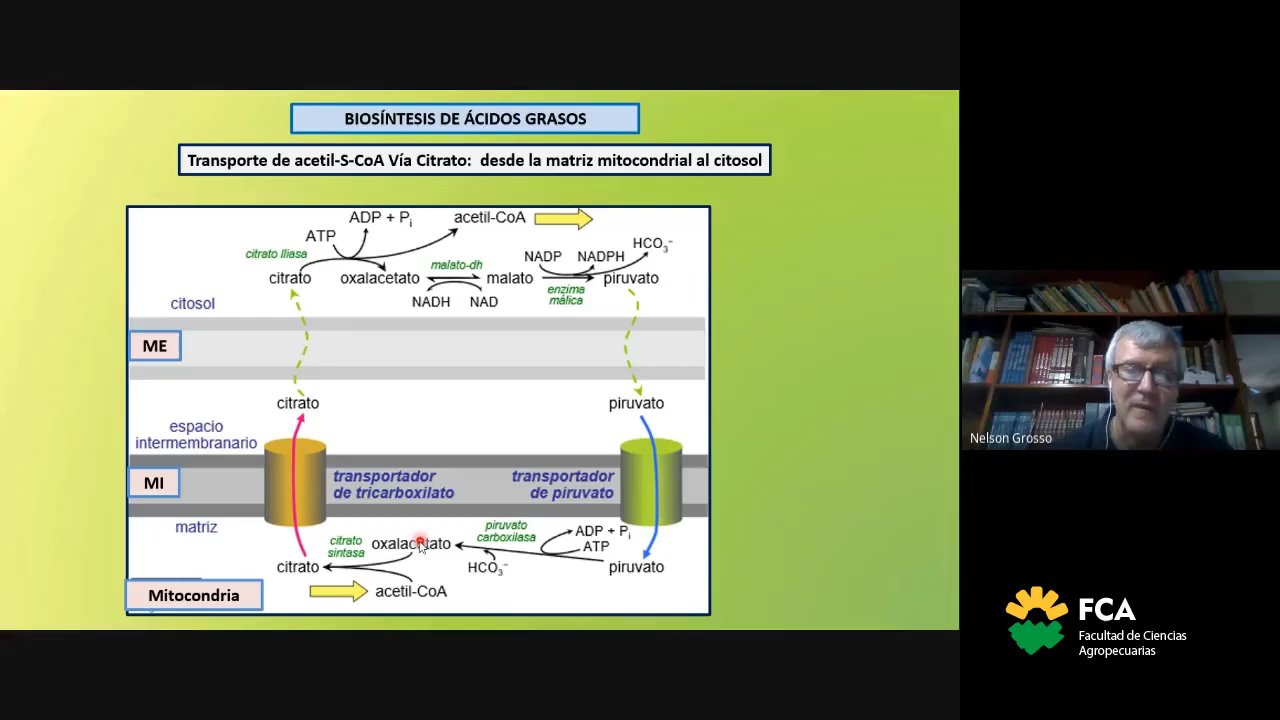 BIOSÍNTESIS DE ÁCIDOS GRASOS
Transporte de acetil-S-CoA Vía Citrato: desde la matriz mitocondrial al citosol
ADP + Pi
acetil-CoA
ATP
citrato liasa
citrato
oxalacetato
malato-dh
NADH
NAD
malato
NADP
NADPH
HCO3⁻
enzima
málica
piruvato
citosol
ME
citrato
piruvato
espacio
intermembranario
MI
transportador
de tricarboxilato
transportador
de piruvato
matriz
citrato
sintasa
oxalacetato
piruvato
carboxilasa
ADP + Pi
ATP
citrato
HCO3⁻
piruvato
acetil-CoA
Mitocondria
Nelson Grosso
FCA
Facultad de Ciencias
Agropecuarias